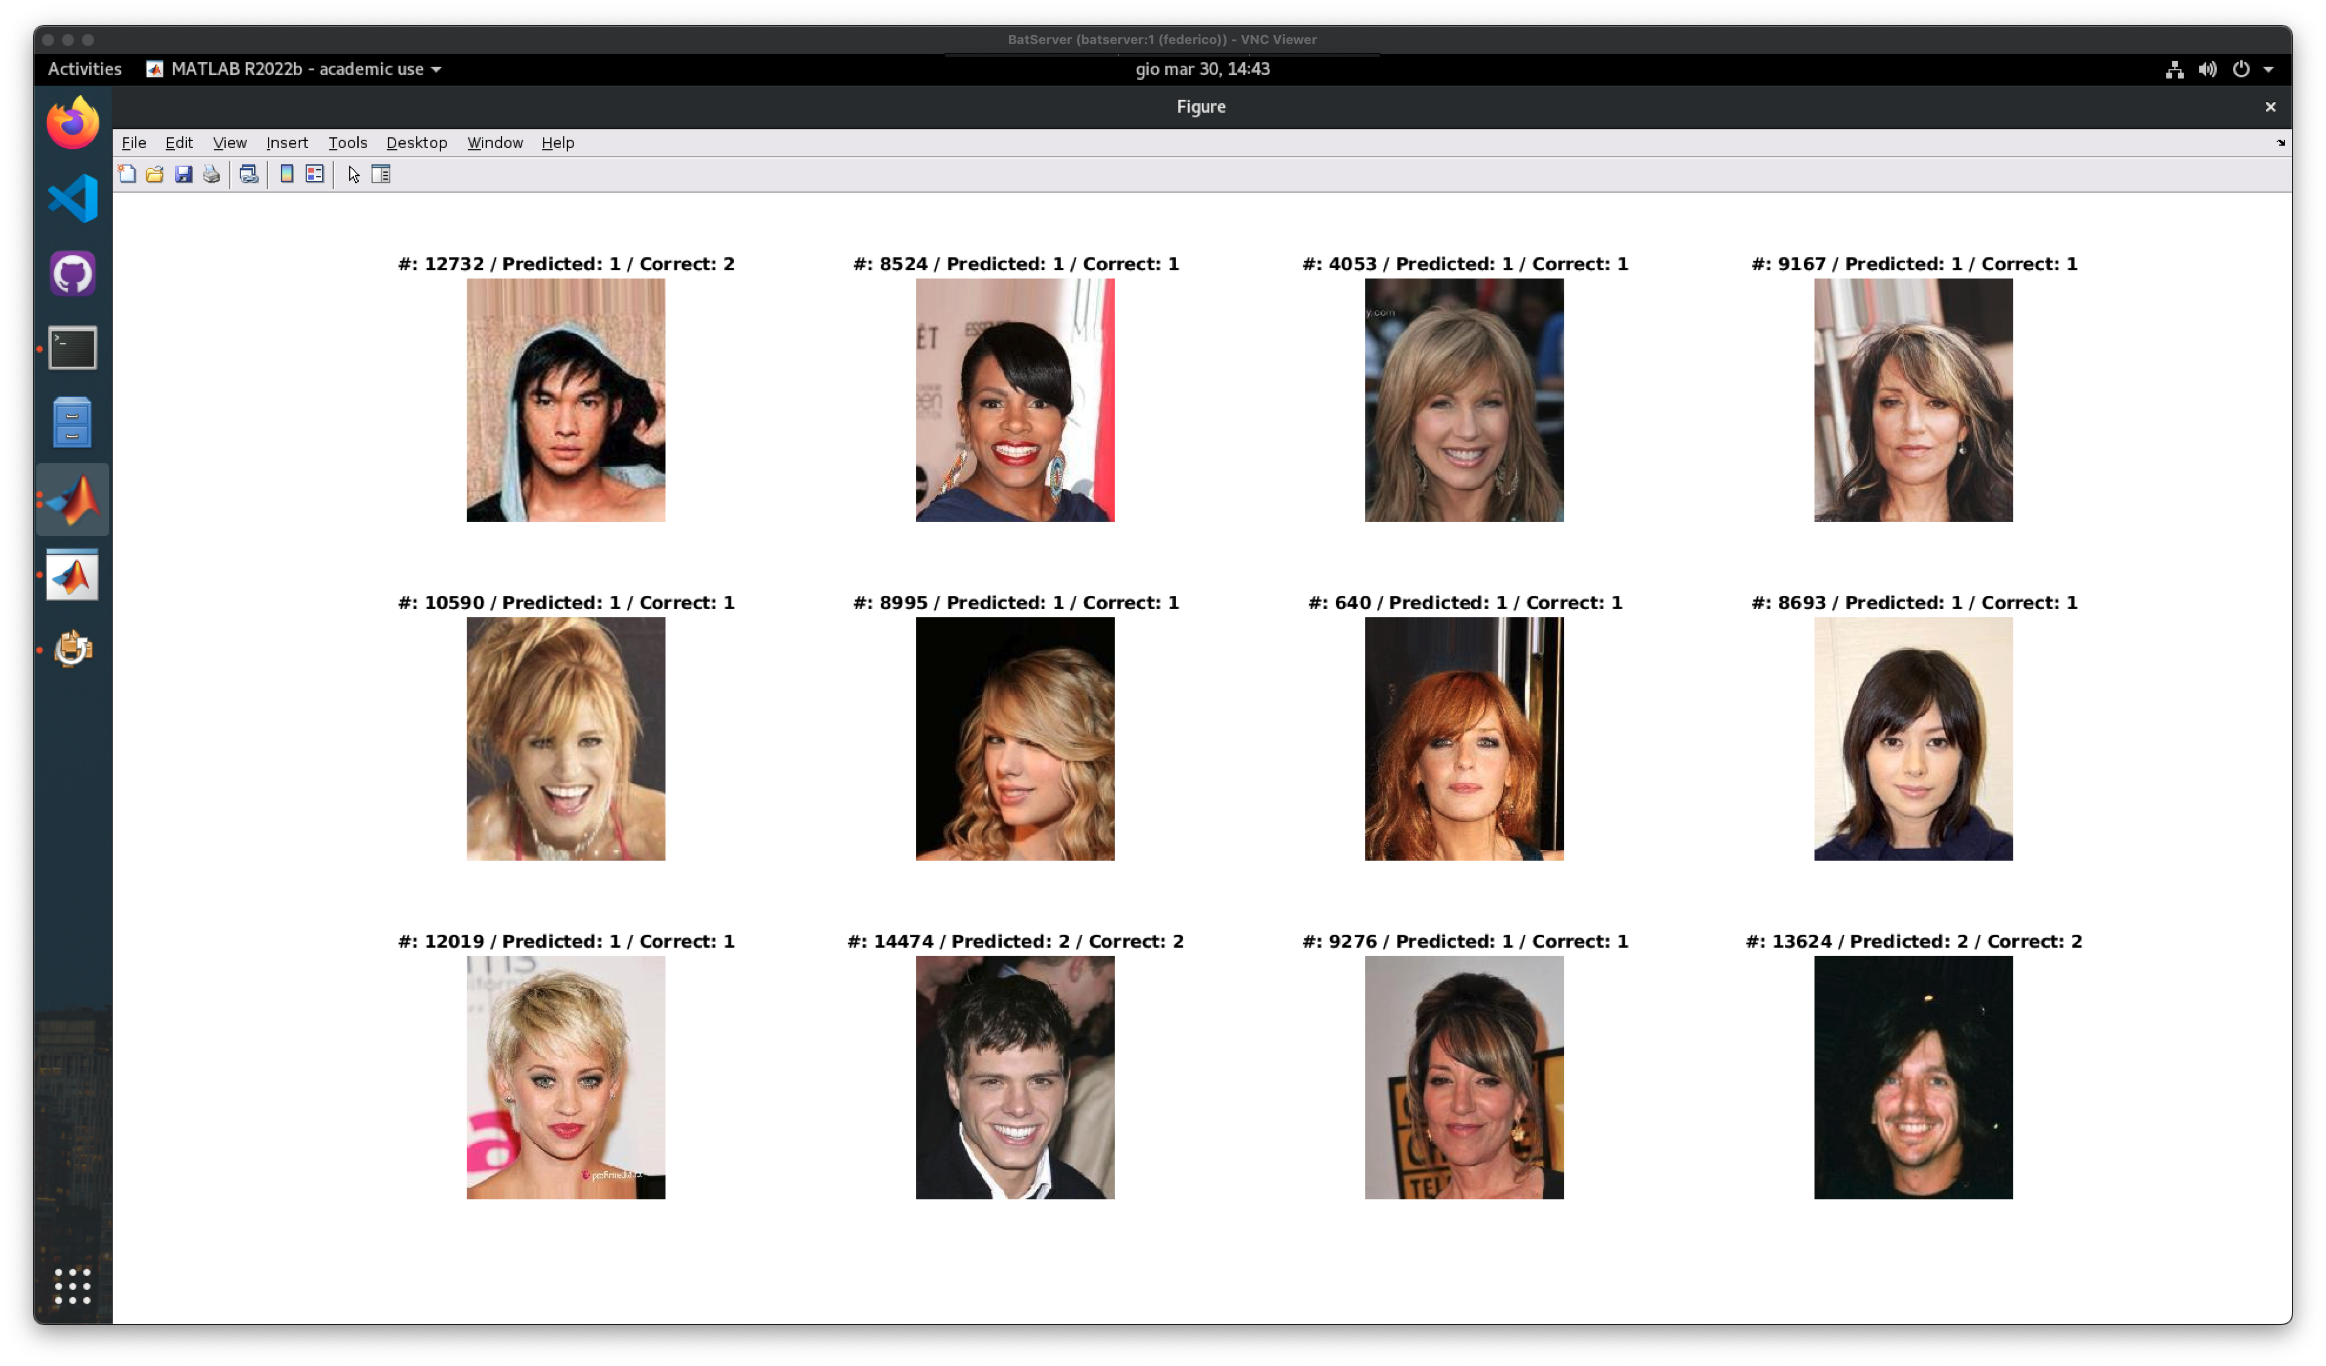 BatServer (batserver:1 (federico)) - VNC Viewer
Activities MATLAB R2022b - academic use gio mar 30, 14:43
Figure
File Edit View Insert Tools Desktop Window Help
#: 12732 / Predicted: 1 / Correct: 2
#: 8524 / Predicted: 1 / Correct: 1
#: 4053 / Predicted: 1 / Correct: 1
#: 9167 / Predicted: 1 / Correct: 1
y.com
ET
#: 10590 / Predicted: 1 / Correct: 1
#: 8995 / Predicted: 1 / Correct: 1
#: 640 / Predicted: 1 / Correct: 1
#: 8693 / Predicted: 1 / Correct: 1
#: 12019 / Predicted: 1 / Correct: 1
#: 14474 / Predicted: 2 / Correct: 2
#: 9276 / Predicted: 1 / Correct: 1
#: 13624 / Predicted: 2 / Correct: 2